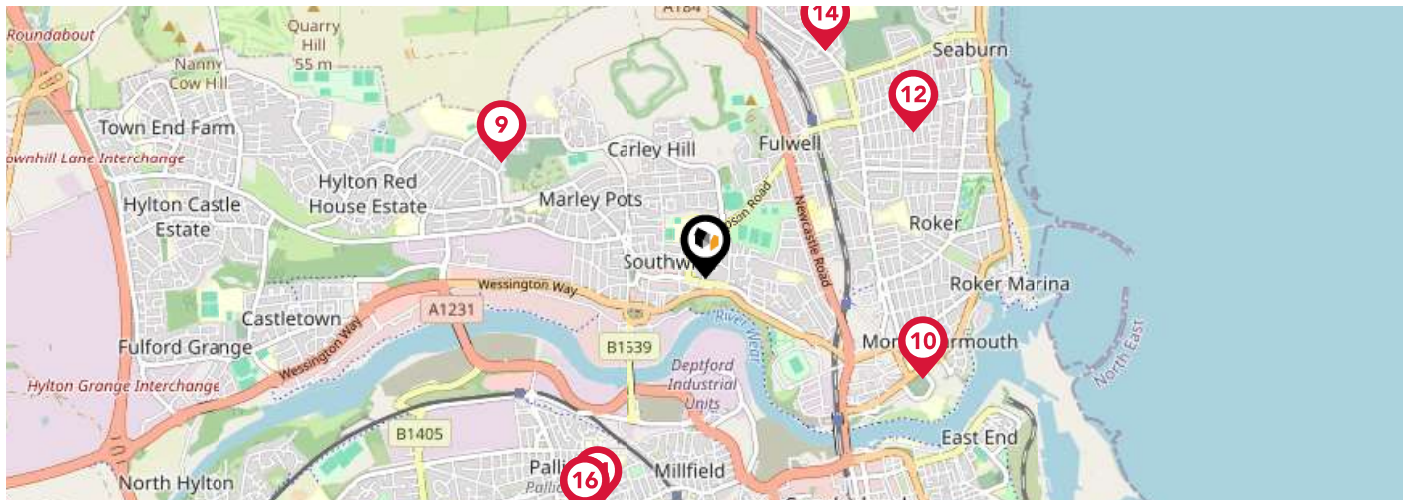 A184
14
Roundabout
Quarry
Hill
55 m
Seaburn
Nanny
Cow Hill
12
9
Town End Farm
Fulwell
Carley Hill
ownhill Lane Interchange
Hylton Red
House Estate
Marley Pots
Hylton Castle
Estate
Newcastle Road
Roker
Southwi
Wessington Way
Roker Marina
A1231
Castletown
River Wear
Fulford Grange
Wessington Way
B1539
10
North East
Deptford
Industrial
Units
Hylton Grange Interchange
B1405
East End
16
Millfield
North Hylton